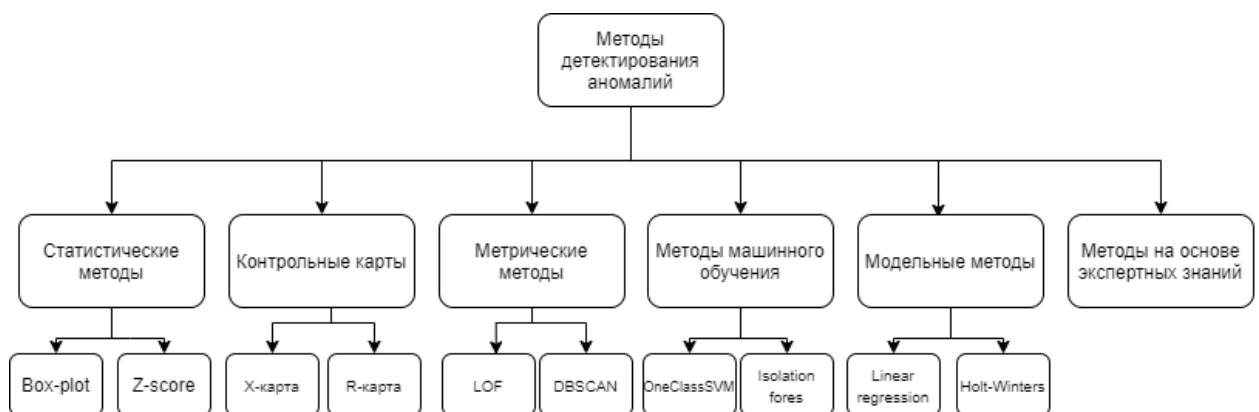 Методы
детектирования
аномалий
Статистические
методы
Контрольные карты
Метрические
методы
Методы машинного
обучения
Модельные методы
Методы на основе
экспертных знаний
Box-plot
Z-score
X-карта
R-карта
LOF
DBSCAN
OneClassSVM
Isolation
fores
Linear
regression
Holt-Winters